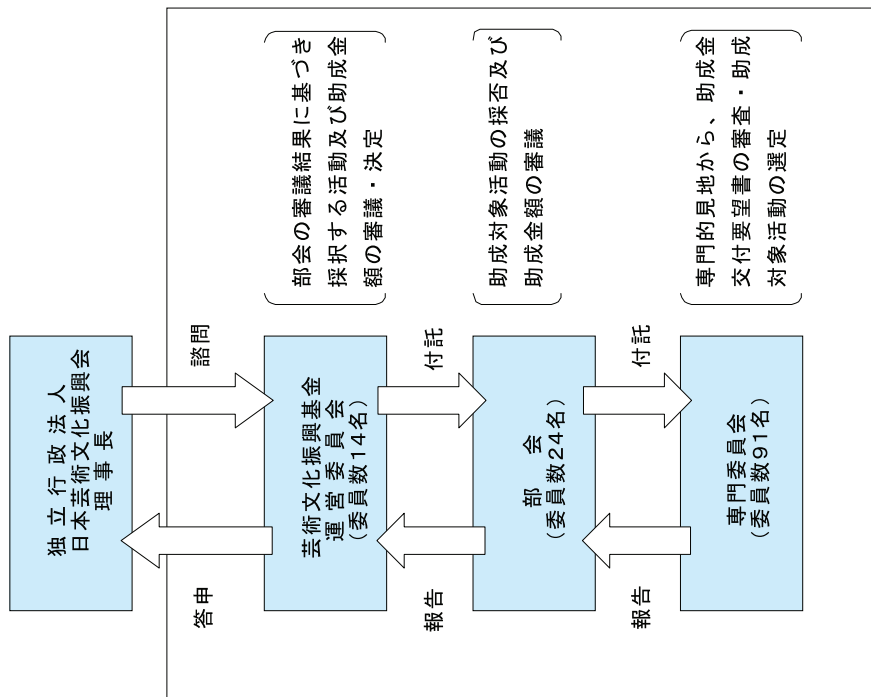 独立行政法人
日本芸術文化振興会
理事長
諮問
答申
芸術文化振興基金
運営委員会
(委員数14名)
部会の審議結果に基づき
採択する活動及び助成金
額の審議・決定
付託
報告
部会
(委員数24名)
助成対象活動の採否及び
助成金額の審議
付託
報告
専門委員会
(委員数91名)
専門的見地から、助成金
交付要望書の審査・助成
対象活動の選定